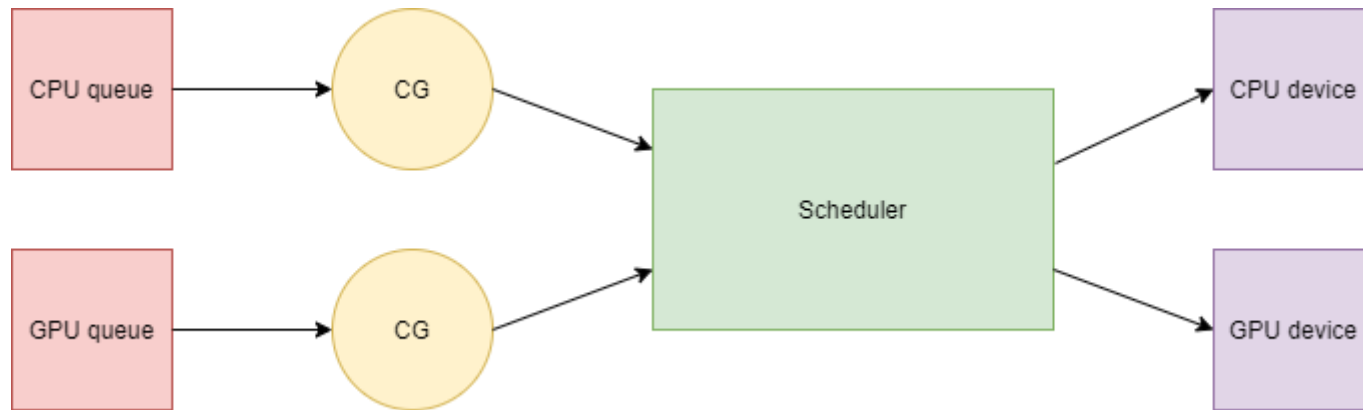 CPU queue
CG
Scheduler
CPU device
GPU queue
CG
GPU device